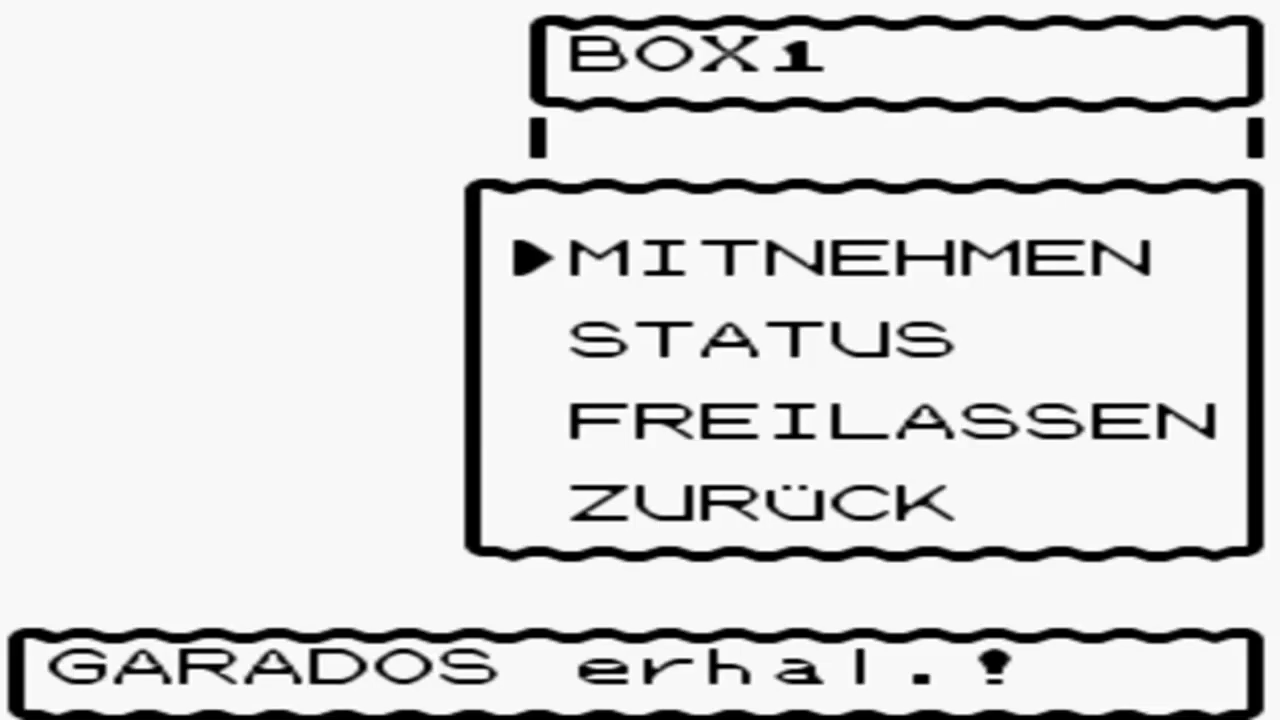 BOX1
▶MITNEHMEN
STATUS
FREILASSEN
ZURüCK
GARADOS erhal.!